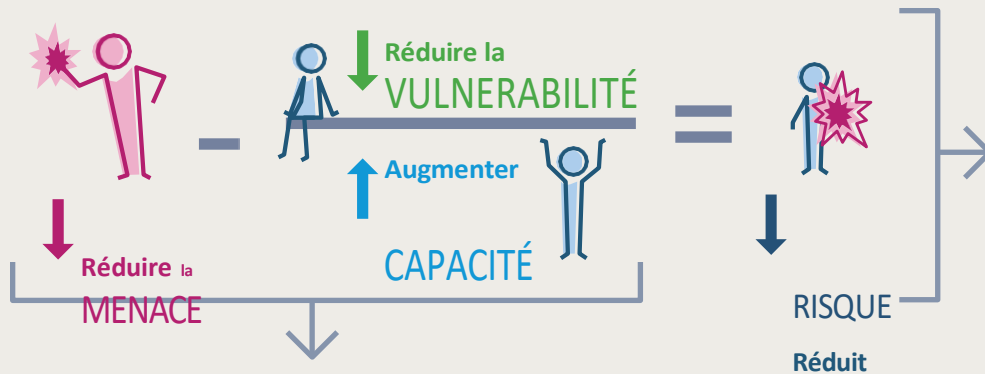 Réduire la
VULNERABILITÉ
Augmenter
CAPACITÉ
Réduire la
MENACE
RISQUE
Réduit